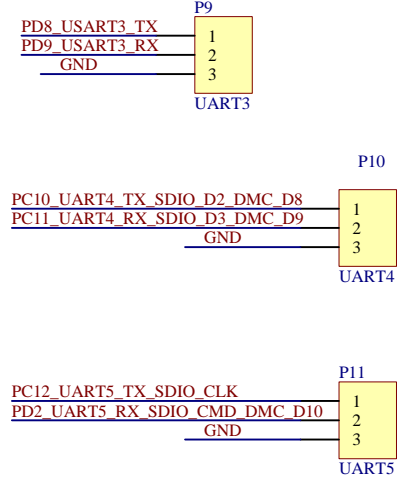 P9
PD8_USART3_TX
1
PD9_USART3_RX
2
GND
3
UART3
P10
PC10_UART4_TX_SDIO_D2_DMC_D8
1
PC11_UART4_RX_SDIO_D3_DMC_D9
2
GND
3
UART4
P11
PC12_UART5_TX_SDIO_CLK
1
PD2_UART5_RX_SDIO_CMD_DMC_D10
2
GND
3
UART5